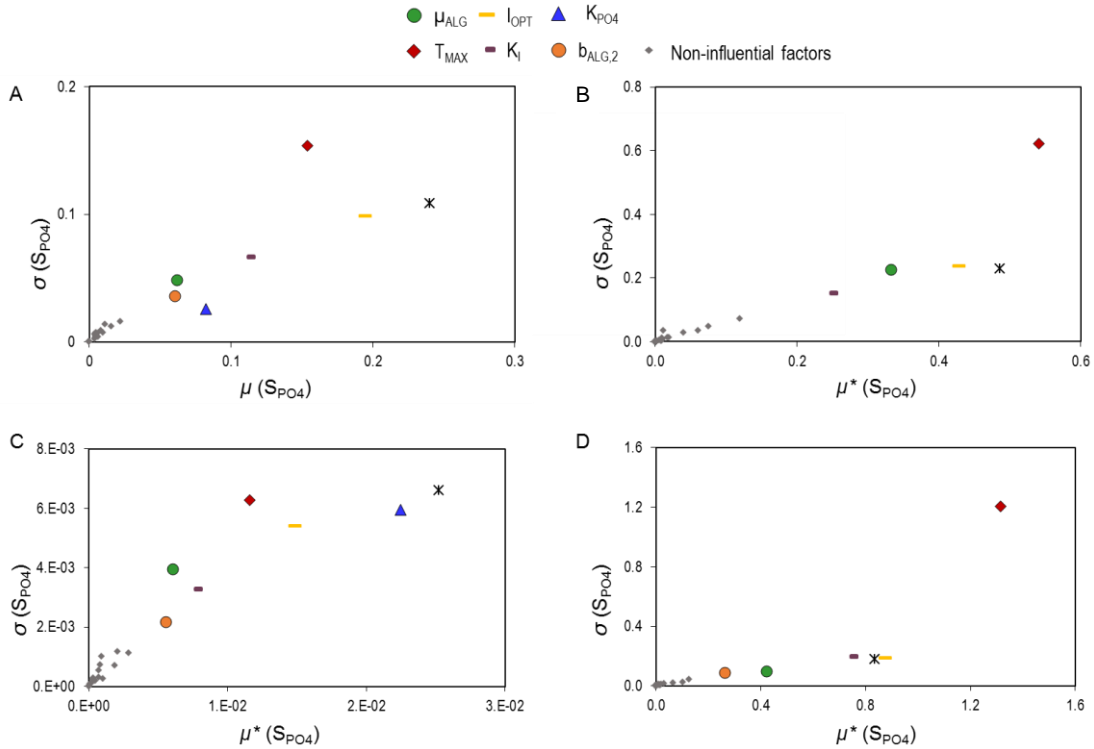 μALG IOPT KPO4
TMAX KI bALG,2 Non-influential factors
A
0.2
0.1
0
σ (SPO4)
0 0.1 0.2 0.3
μ (SPO4)
B
0.8
0.6
0.4
0.2
0.0
σ (SPO4)
0.0 0.2 0.4 0.6
μ* (SPO4)
C
8.E-03
6.E-03
4.E-03
2.E-03
0.E+00
σ (SPO4)
0.E+00 1.E-02 2.E-02 3.E-02
μ* (SPO4)
D
1.6
1.2
0.8
0.4
0.0
σ (SPO4)
0.0 0.4 0.8 1.2 1.6
μ* (SPO4)